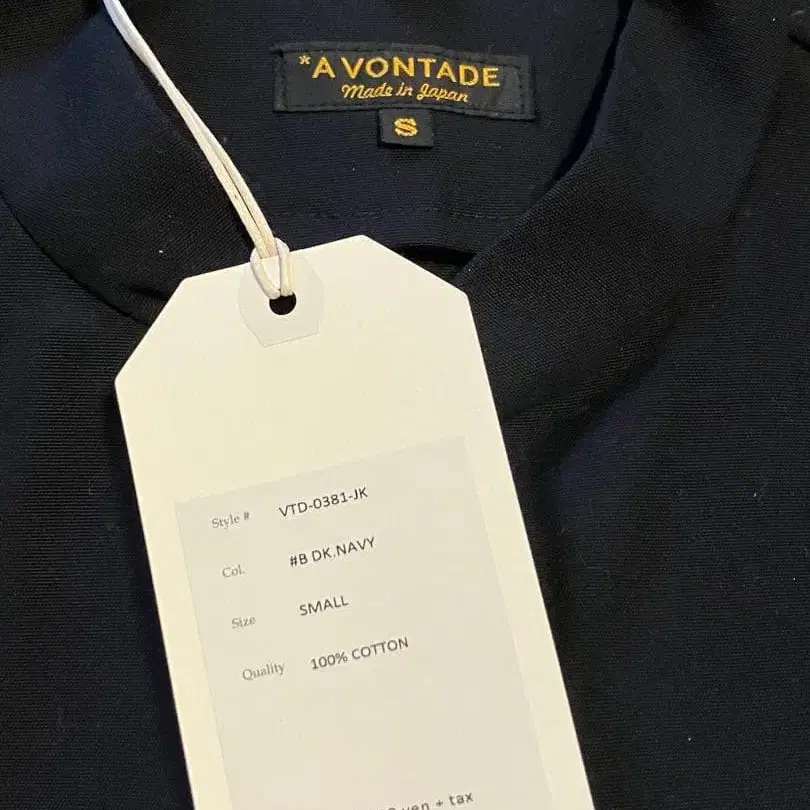 *A VONTADE
Made in Japan
S
Style # VTD-0381-JK
Col. #B DK.NAVY
Size SMALL
Quality 100% COTTON
yen + tax